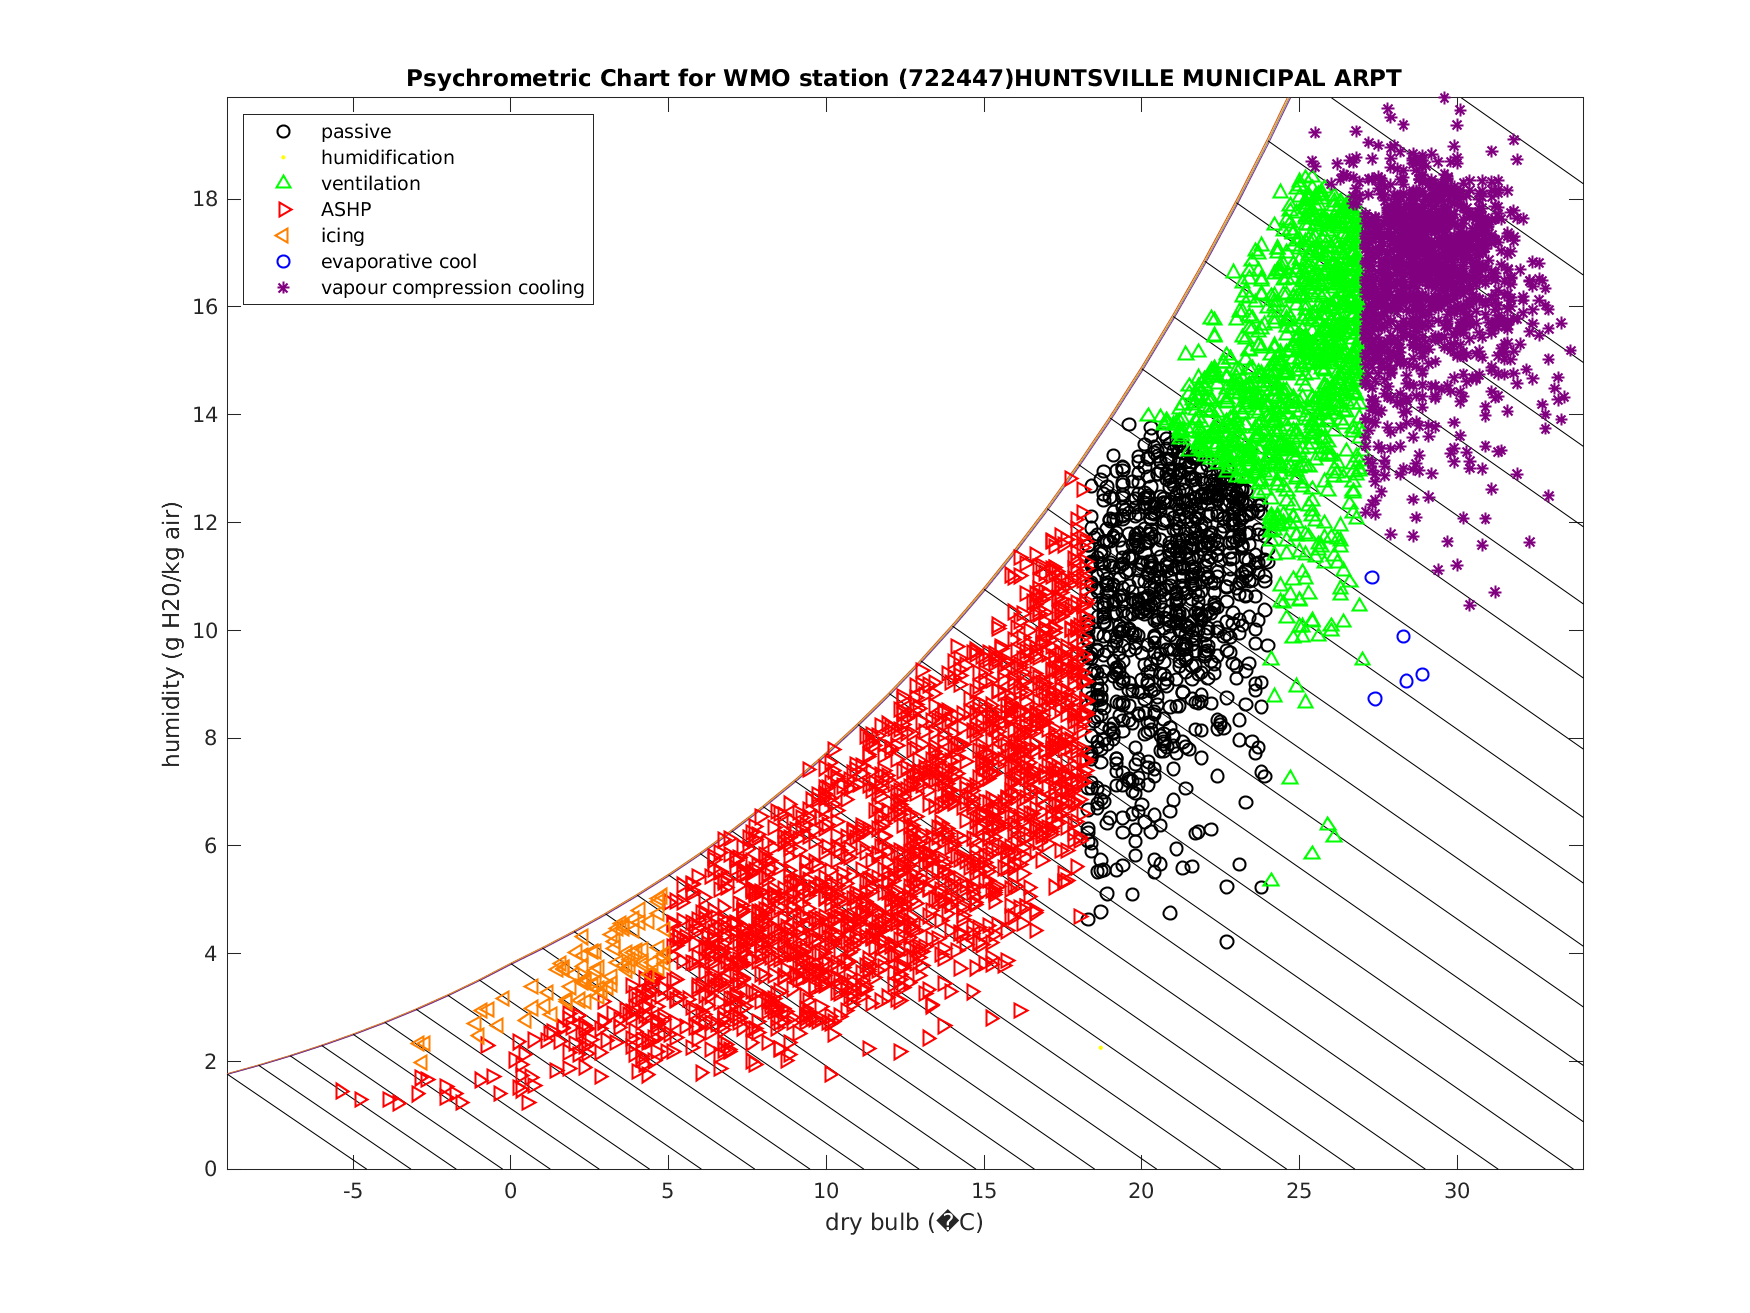 Psychrometric Chart for WMO station (722447)HUNTSVILLE MUNICIPAL ARPT
passive
humidification
ventilation
ASHP
icing
evaporative cool
vapour compression cooling
humidity (g H20/kg air)
18
16
14
12
10
8
6
4
2
0
-5
0
5
10
15
20
25
30
dry bulb (�C)